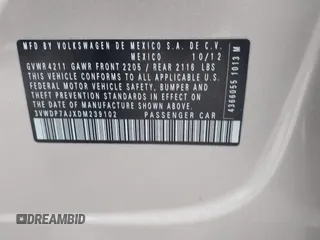 MFD BY VOLKSWAGEN DE MEXICO S.A. DE C.V.
MEXICO 10/12
GVWR 4211 GAWR FRONT 2205 / REAR 2116 LBS
THIS VEHICLE CONFORMS TO ALL APPLICABLE U.S.
FEDERAL MOTOR VEHICLE SAFETY, BUMPER AND
THEFT PREVENTION STANDARDS IN EFFECT ON THE
DATE OF MANUFACTURE SHOWN ABOVE.
3VWDP7AJXDM239102 PASSENGER CAR
4366055 1013 M
DREAMBID